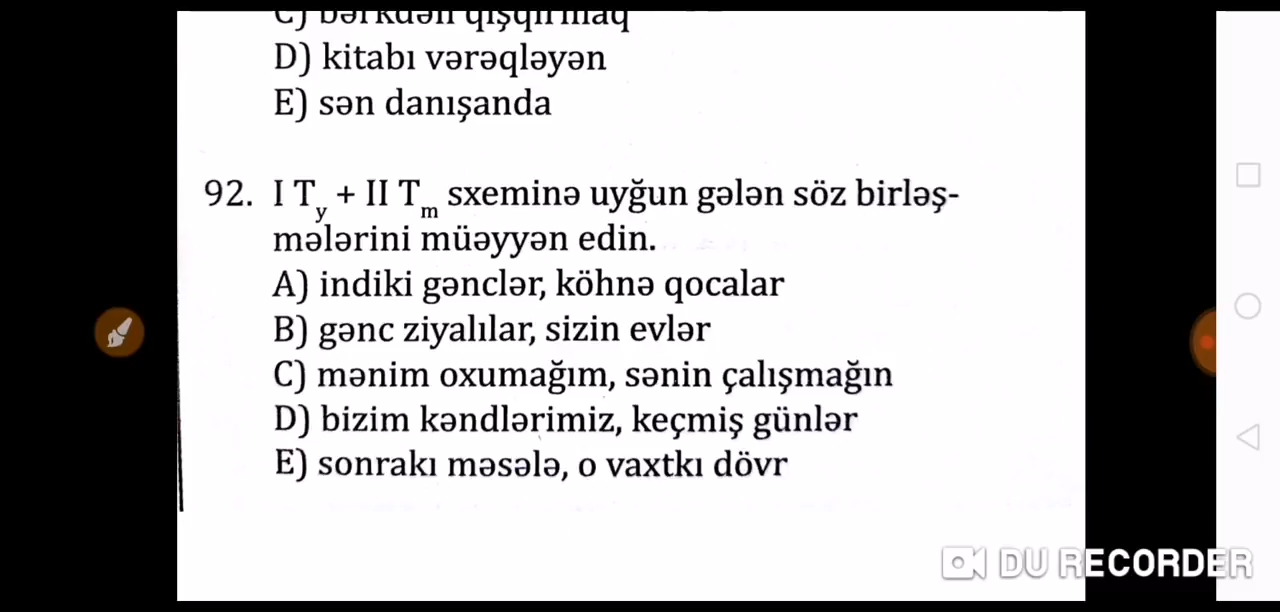 C) bərkdən qışqırmaq
D) kitabı vərəqləyən
E) sən danışanda
92. I Ty + II Tm sxeminə uyğun gələn söz birləş-
mələrini müəyyən edin.
A) indiki gənclər, köhnə qocalar
B) gənc ziyalılar, sizin evlər
C) mənim oxumağım, sənin çalışmağın
D) bizim kəndlərimiz, keçmiş günlər
E) sonrakı məsələ, o vaxtkı dövr
DU RECORDER